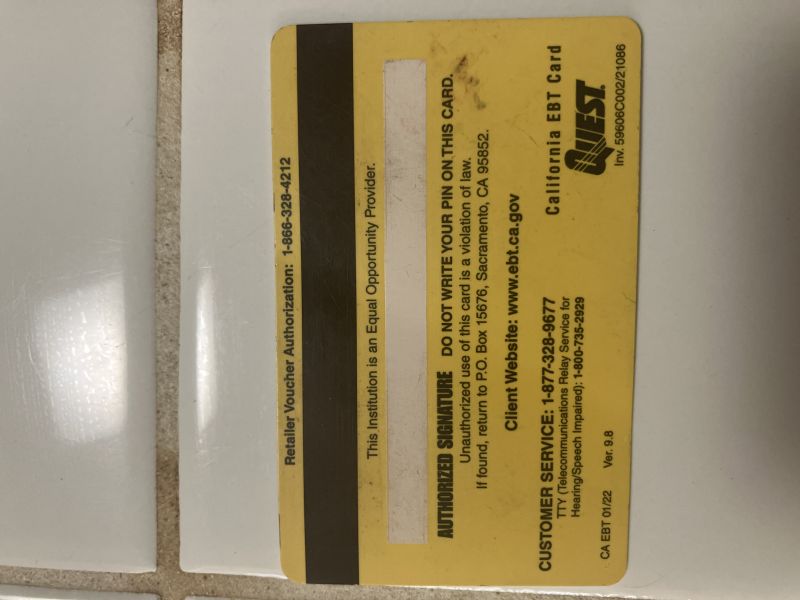 Retailer Voucher Authorization: 1-866-328-4212
This Institution is an Equal Opportunity Provider.
AUTHORIZED SIGNATURE DO NOT WRITE YOUR PIN ON THIS CARD.
Unauthorized use of this card is a violation of law.
If found, return to P.O. Box 15676, Sacramento, CA 95852.
Client Website: www.ebt.ca.gov
CUSTOMER SERVICE: 1-877-328-9677
TTY (Telecommunications Relay Service for
Hearing/Speech Impaired): 1-800-735-2929
CA EBT 01/22 Ver. 9.8
California EBT Card
QUEST.
Inv. 59606C002/21086